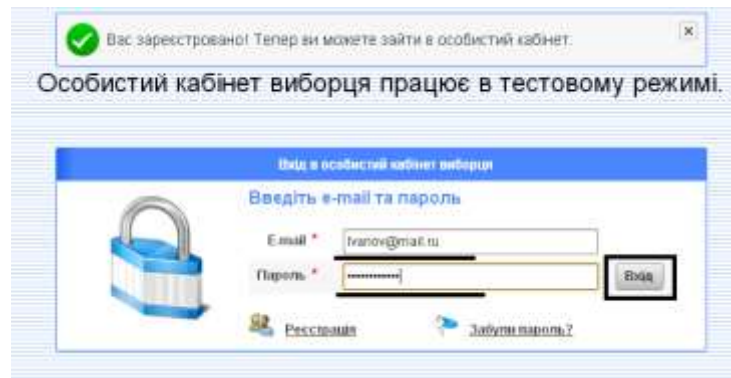 Вас зареєстровано! Тепер ви можете зайти в особистий кабінет.
Особистий кабінет виборця працює в тестовому режимі.
Вхід в особистий кабінет виборця
Введіть e-mail та пароль
E-mail * Ivanov@mail.ru
Пароль * ••••••••••••
Вхід
Реєстрація Забули пароль?